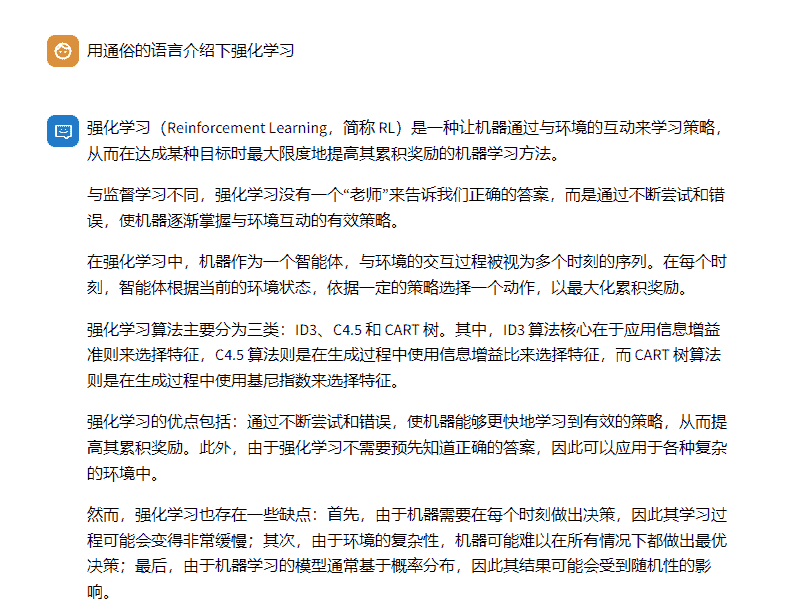 用通俗的语言介绍下强化学习
强化学习（Reinforcement Learning，简称 RL）是一种让机器通过与环境的互动来学习策略，
从而在达成某种目标时最大限度地提高其累积奖励的机器学习方法。
与监督学习不同，强化学习没有一个“老师”来告诉我们正确的答案，而是通过不断尝试和错
误，使机器逐渐掌握与环境互动的有效策略。
在强化学习中，机器作为一个智能体，与环境的交互过程被视为多个时刻的序列。在每个时
刻，智能体根据当前的环境状态，依据一定的策略选择一个动作，以最大化累积奖励。
强化学习算法主要分为三类：ID3、C4.5 和 CART 树。其中，ID3 算法核心在于应用信息增益
准则来选择特征，C4.5 算法则是在生成过程中使用信息增益比来选择特征，而 CART 树算法
则是在生成过程中使用基尼指数来选择特征。
强化学习的优点包括：通过不断尝试和错误，使机器能够更快地学习到有效的策略，从而提
高其累积奖励。此外，由于强化学习不需要预先知道正确的答案，因此可以应用于各种复杂
的环境中。
然而，强化学习也存在一些缺点：首先，由于机器需要在每个时刻做出决策，因此其学习过
程可能会变得非常缓慢；其次，由于环境的复杂性，机器可能难以在所有情况下都做出最优
决策；最后，由于机器学习的模型通常基于概率分布，因此其结果可能会受到随机性的影
响。